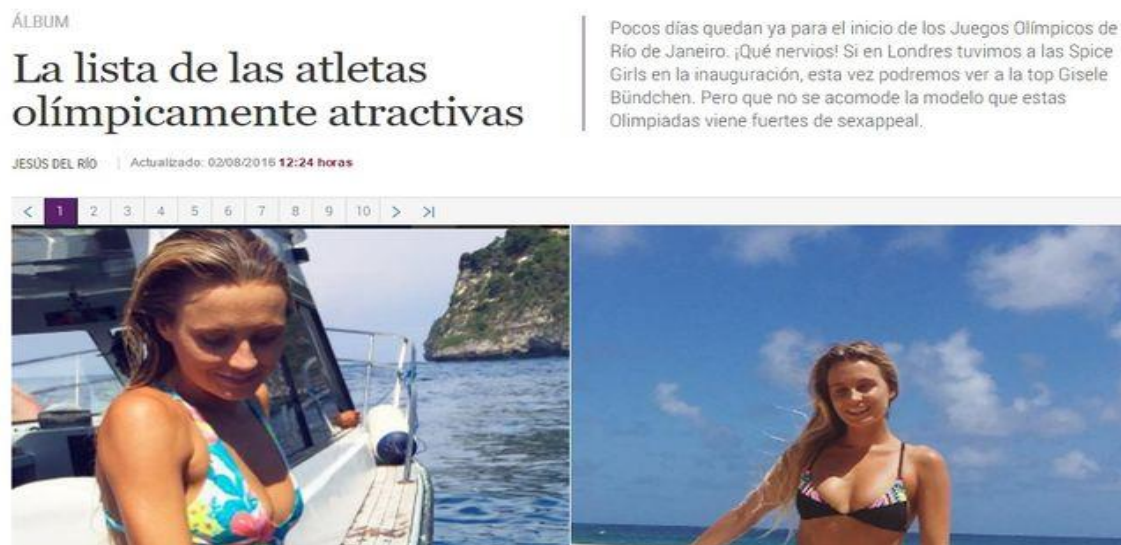 ÁLBUM
La lista de las atletas
olímpicamente atractivas
JESÚS DEL RÍO | Actualizado: 02/08/2016 12:24 horas
Pocos días quedan ya para el inicio de los Juegos Olímpicos de
Río de Janeiro. ¡Qué nervios! Si en Londres tuvimos a las Spice
Girls en la inauguración, esta vez podremos ver a la top Gisele
Bündchen. Pero que no se acomode la modelo que estas
Olimpiadas viene fuertes de sexappeal.
< 1 2 3 4 5 6 7 8 9 10 > >|